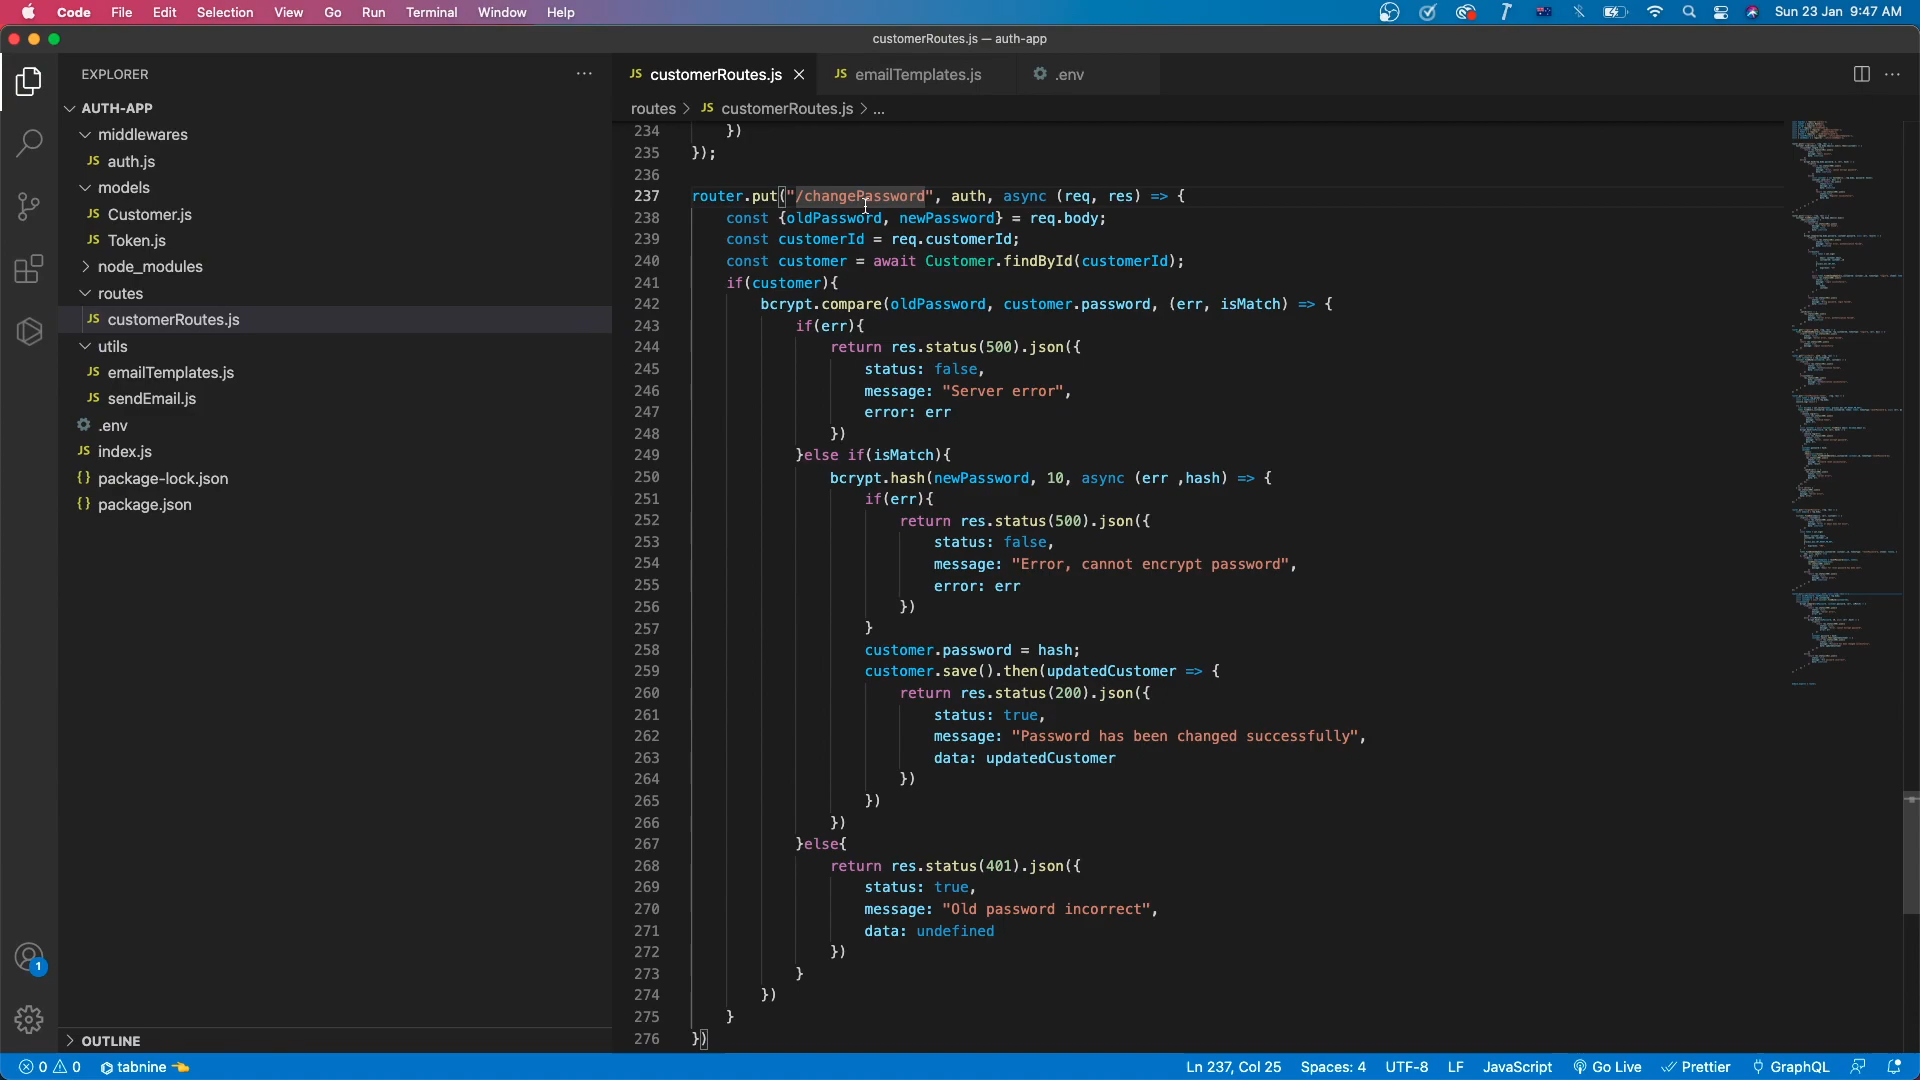 Code File Edit Selection View Go Run Terminal Window Help Sun 23 Jan 9:47 AM
customerRoutes.js — auth-app
EXPLORER
AUTH-APP
middlewares
JS auth.js
models
JS Customer.js
JS Token.js
node_modules
routes
JS customerRoutes.js
utils
JS emailTemplates.js
JS sendEmail.js
.env
JS index.js
{} package-lock.json
{} package.json
OUTLINE
1
JS customerRoutes.js JS emailTemplates.js .env
routes > JS customerRoutes.js > ...
234 })
235 });
236
237 router.put("/changePassword", auth, async (req, res) => {
238 const {oldPassword, newPassword} = req.body;
239 const customerId = req.customerId;
240 const customer = await Customer.findById(customerId);
241 if(customer){
242 bcrypt.compare(oldPassword, customer.password, (err, isMatch) => {
243 if(err){
244 return res.status(500).json({
245 status: false,
246 message: "Server error",
247 error: err
248 })
249 }else if(isMatch){
250 bcrypt.hash(newPassword, 10, async (err ,hash) => {
251 if(err){
252 return res.status(500).json({
253 status: false,
254 message: "Error, cannot encrypt password",
255 error: err
256 })
257 }
258 customer.password = hash;
259 customer.save().then(updatedCustomer => {
260 return res.status(200).json({
261 status: true,
262 message: "Password has been changed successfully",
263 data: updatedCustomer
264 })
265 })
266 })
267 }else{
268 return res.status(401).json({
269 status: true,
270 message: "Old password incorrect",
271 data: undefined
272 })
273 }
274 })
275 }
276 })
0 0 tabnine Ln 237, Col 25 Spaces: 4 UTF-8 LF JavaScript Go Live Prettier GraphQL